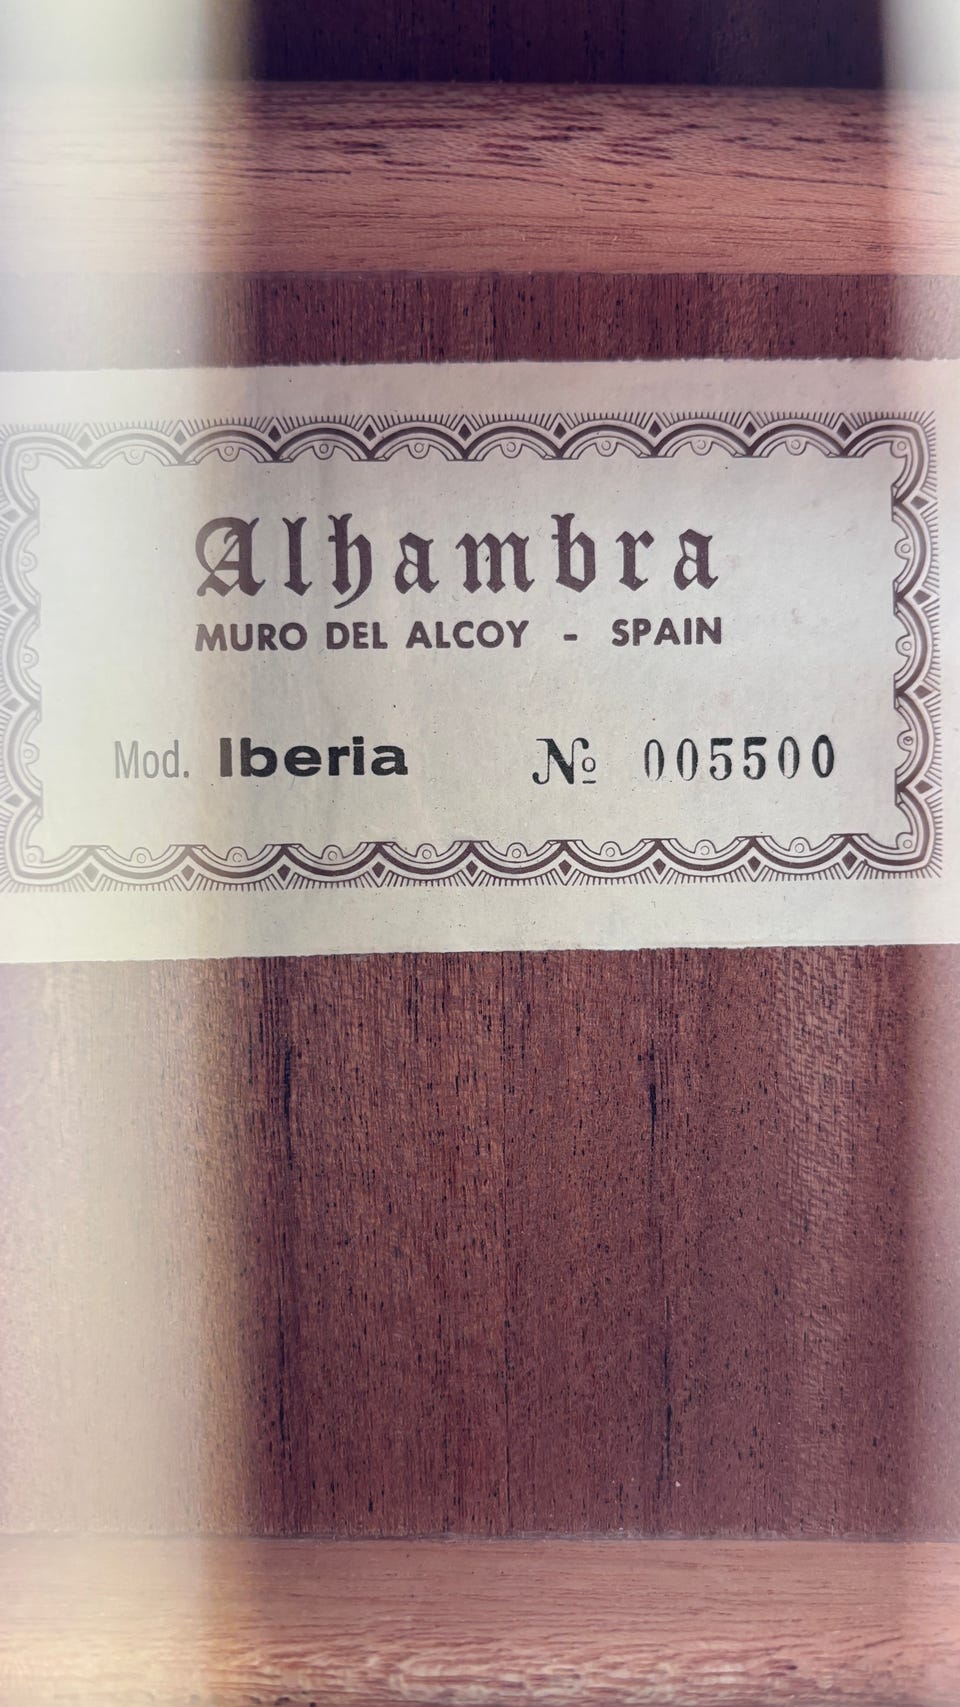 Alhambra
MURO DEL ALCOY - SPAIN
Mod. Iberia № 005500